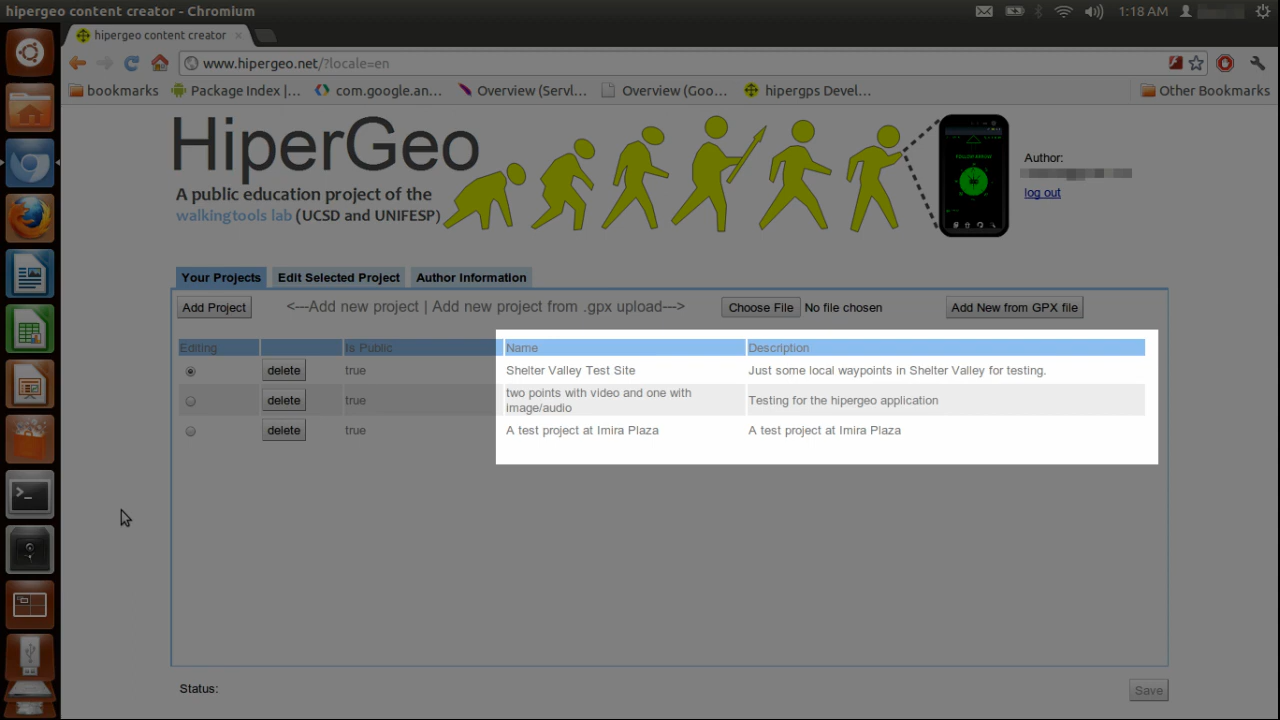 hipergeo content creator - Chromium
1:18 AM
hipergeo content creator
www.hipergeo.net/?locale=en
bookmarks
Package Index |...
com.google.an...
Overview (Servl...
Overview (Goo...
hipergps Devel...
Other Bookmarks
HiperGeo
A public education project of the
walkingtools lab (UCSD and UNIFESP)
Author:
log out
Your Projects
Edit Selected Project
Author Information
Add Project
<---Add new project | Add new project from .gpx upload--->
Choose File
No file chosen
Add New from GPX file
Editing
Is Public
Name
Description
delete
true
Shelter Valley Test Site
Just some local waypoints in Shelter Valley for testing.
delete
true
two points with video and one with
image/audio
Testing for the hipergeo application
delete
true
A test project at Imira Plaza
A test project at Imira Plaza
Status:
Save